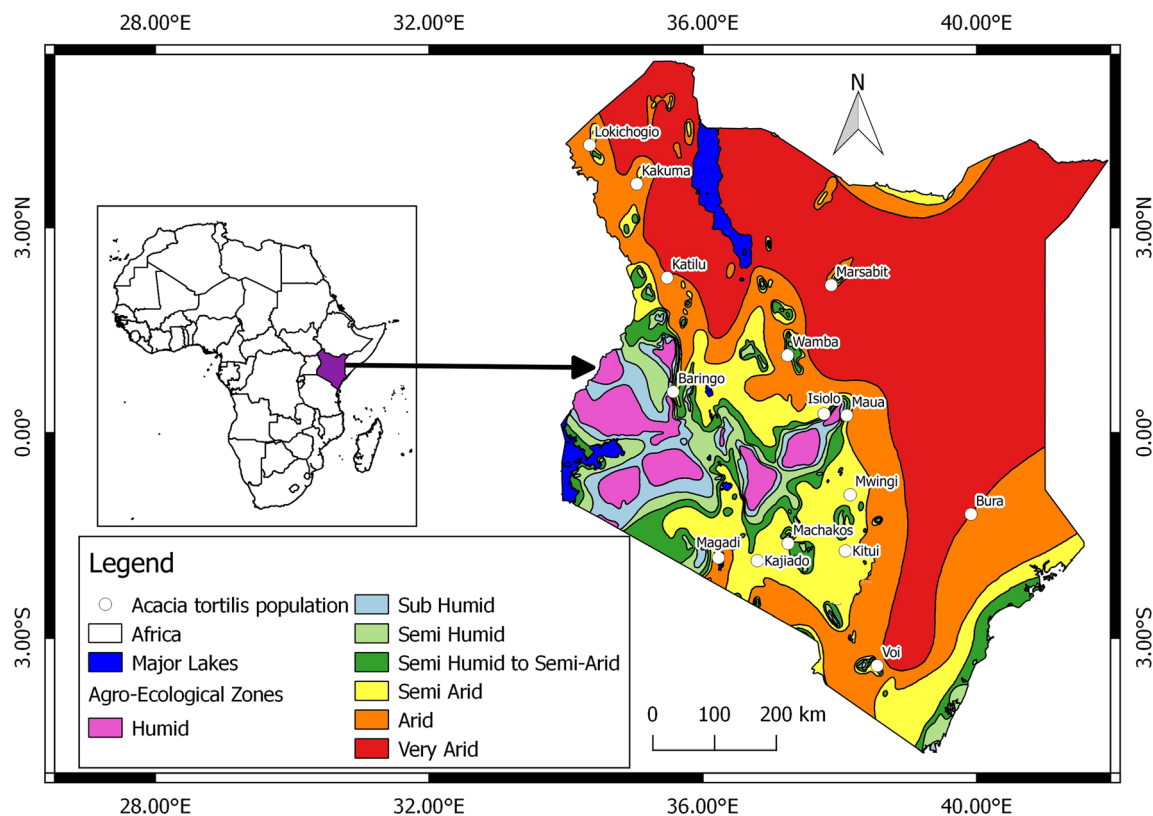 28.00°E
32.00°E
36.00°E
40.00°E
N
Lokichogio
Kakuma
3.00°N
3.00°N
Katilu
Marsabit
Wamba
Baringo
Isiolo
Maua
0.00°
0.00°
Mwingi
Bura
Machakos
Magadi
Kitui
Kajiado
Legend
Acacia tortilis population
Africa
Major Lakes
Agro-Ecological Zones
Humid
Sub Humid
Semi Humid
Semi Humid to Semi-Arid
Semi Arid
Arid
Very Arid
3.00°S
3.00°S
Voi
0 100 200 km
28.00°E
32.00°E
36.00°E
40.00°E